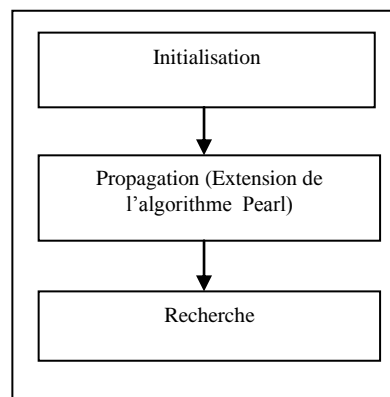 Initialisation
Propagation (Extension de
l’algorithme Pearl)
Recherche